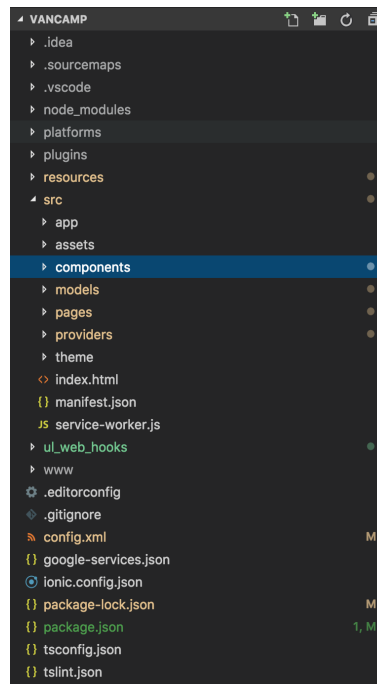 VANCAMP
.idea
.sourcemaps
.vscode
node_modules
platforms
plugins
resources
src
app
assets
components
models
pages
providers
theme
<> index.html
{} manifest.json
JS service-worker.js
ul_web_hooks
www
.editorconfig
.gitignore
config.xml M
{} google-services.json
ionic.config.json
{} package-lock.json M
{} package.json 1, M
{} tsconfig.json
{} tslint.json